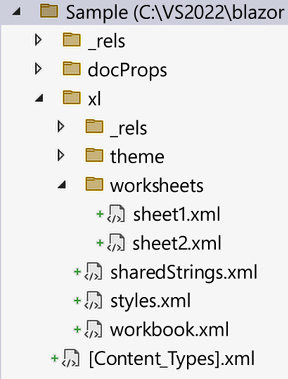 Sample (C:\VS2022\blazor
_rels
docProps
xl
_rels
theme
worksheets
sheet1.xml
sheet2.xml
sharedStrings.xml
styles.xml
workbook.xml
[Content_Types].xml